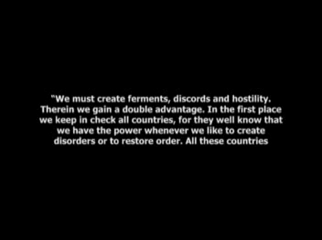 "We must create ferments, discords and hostility.
Therein we gain a double advantage. In the first place
we keep in check all countries, for they well know that
we have the power whenever we like to create
disorders or to restore order. All these countries